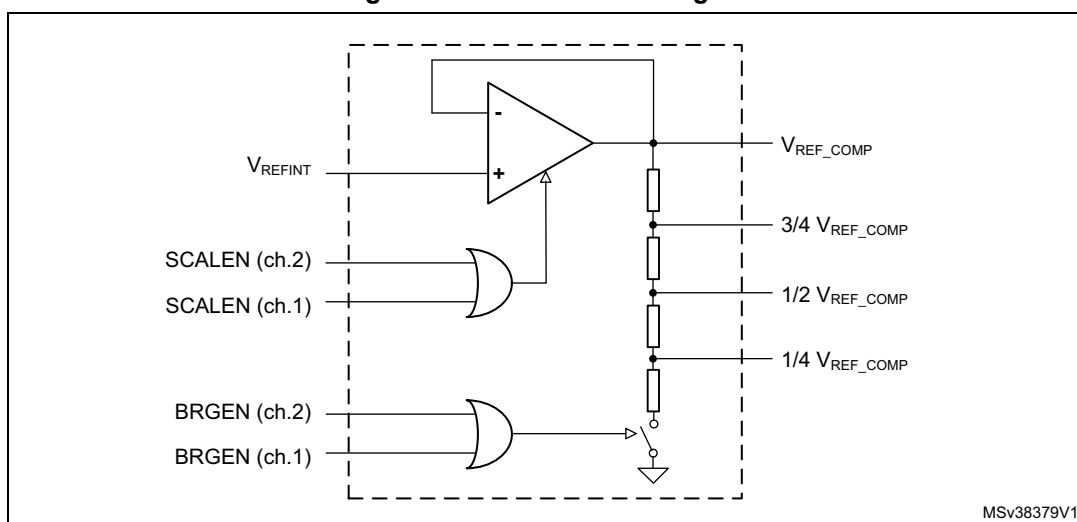 -
V_REFINT
+
V_REF_COMP
3/4 V_REF_COMP
SCALEN (ch.2)
SCALEN (ch.1)
1/2 V_REF_COMP
1/4 V_REF_COMP
BRGEN (ch.2)
BRGEN (ch.1)
MSv38379V1